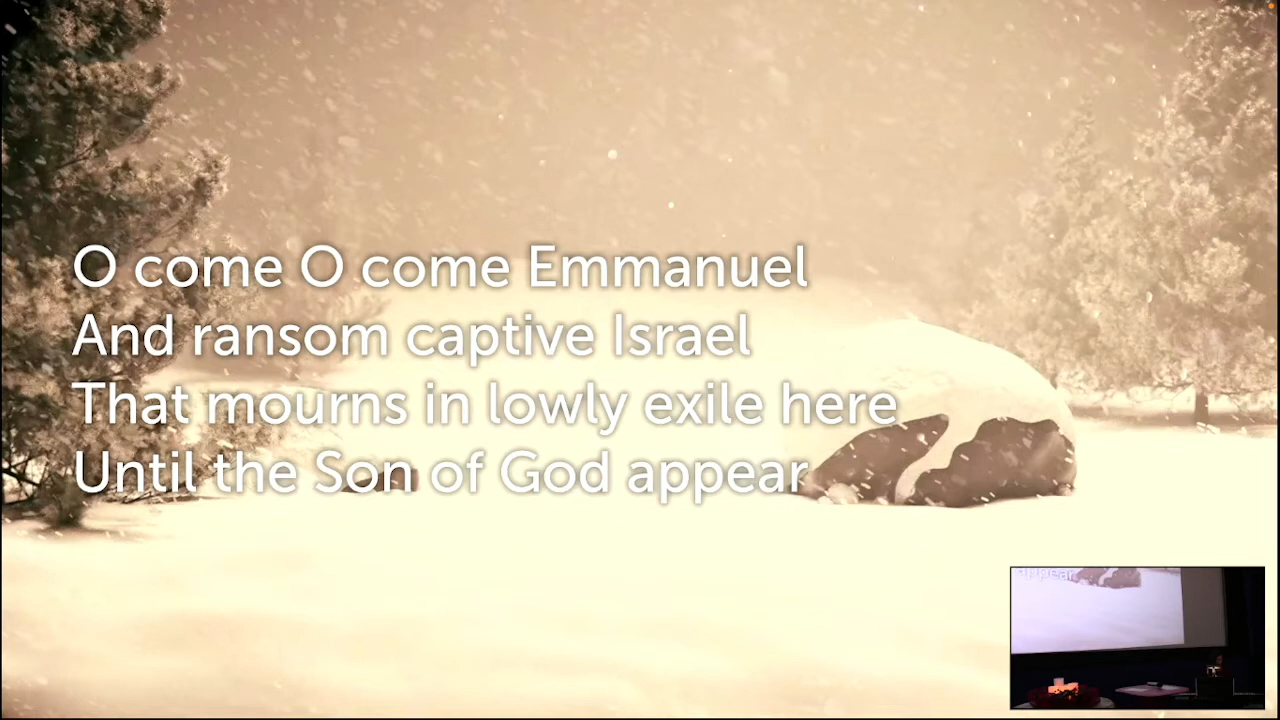 O come O come Emmanuel
And ransom captive Israel
That mourns in lowly exile here
Until the Son of God appear
appear